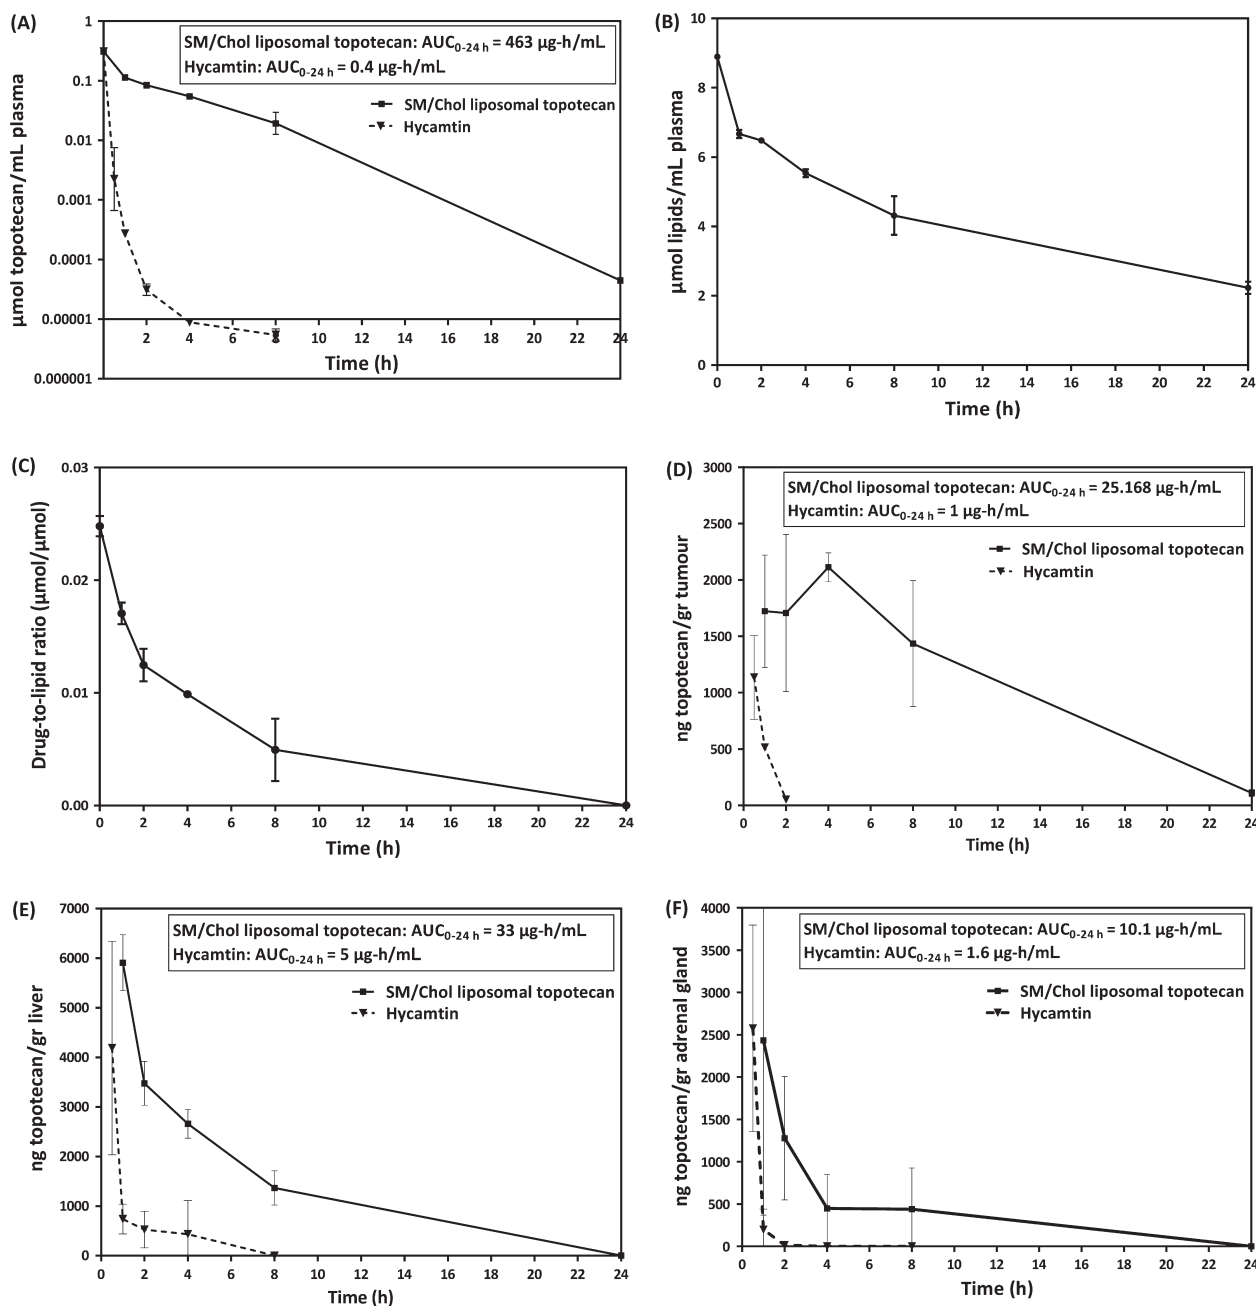 (A)
SM/Chol liposomal topotecan: AUC0-24 h = 463 µg-h/mL
Hycamtin: AUC0-24 h = 0.4 µg-h/mL
SM/Chol liposomal topotecan
Hycamtin
µmol topotecan/mL plasma
1
0.1
0.01
0.001
0.0001
0.00001
0.000001
2 4 6 8 10 12 14 16 18 20 22 24
Time (h)
(B)
µmol lipids/mL plasma
10
8
6
4
2
0
0 2 4 6 8 10 12 14 16 18 20 22 24
Time (h)
(C)
Drug-to-lipid ratio (µmol/µmol)
0.03
0.02
0.01
0.00
0 2 4 6 8 10 12 14 16 18 20 22 24
Time (h)
(D)
SM/Chol liposomal topotecan: AUC0-24 h = 25.168 µg-h/mL
Hycamtin: AUC0-24 h = 1 µg-h/mL
SM/Chol liposomal topotecan
Hycamtin
ng topotecan/gr tumour
3000
2500
2000
1500
1000
500
0
0 2 4 6 8 10 12 14 16 18 20 22 24
Time (h)
(E)
SM/Chol liposomal topotecan: AUC0-24 h = 33 µg-h/mL
Hycamtin: AUC0-24 h = 5 µg-h/mL
SM/Chol liposomal topotecan
Hycamtin
ng topotecan/gr liver
7000
6000
5000
4000
3000
2000
1000
0
0 2 4 6 8 10 12 14 16 18 20 22 24
Time (h)
(F)
SM/Chol liposomal topotecan: AUC0-24 h = 10.1 µg-h/mL
Hycamtin: AUC0-24 h = 1.6 µg-h/mL
SM/Chol liposomal topotecan
Hycamtin
ng topotecan/gr adrenal gland
4000
3500
3000
2500
2000
1500
1000
500
0
0 2 4 6 8 10 12 14 16 18 20 22 24
Time (h)